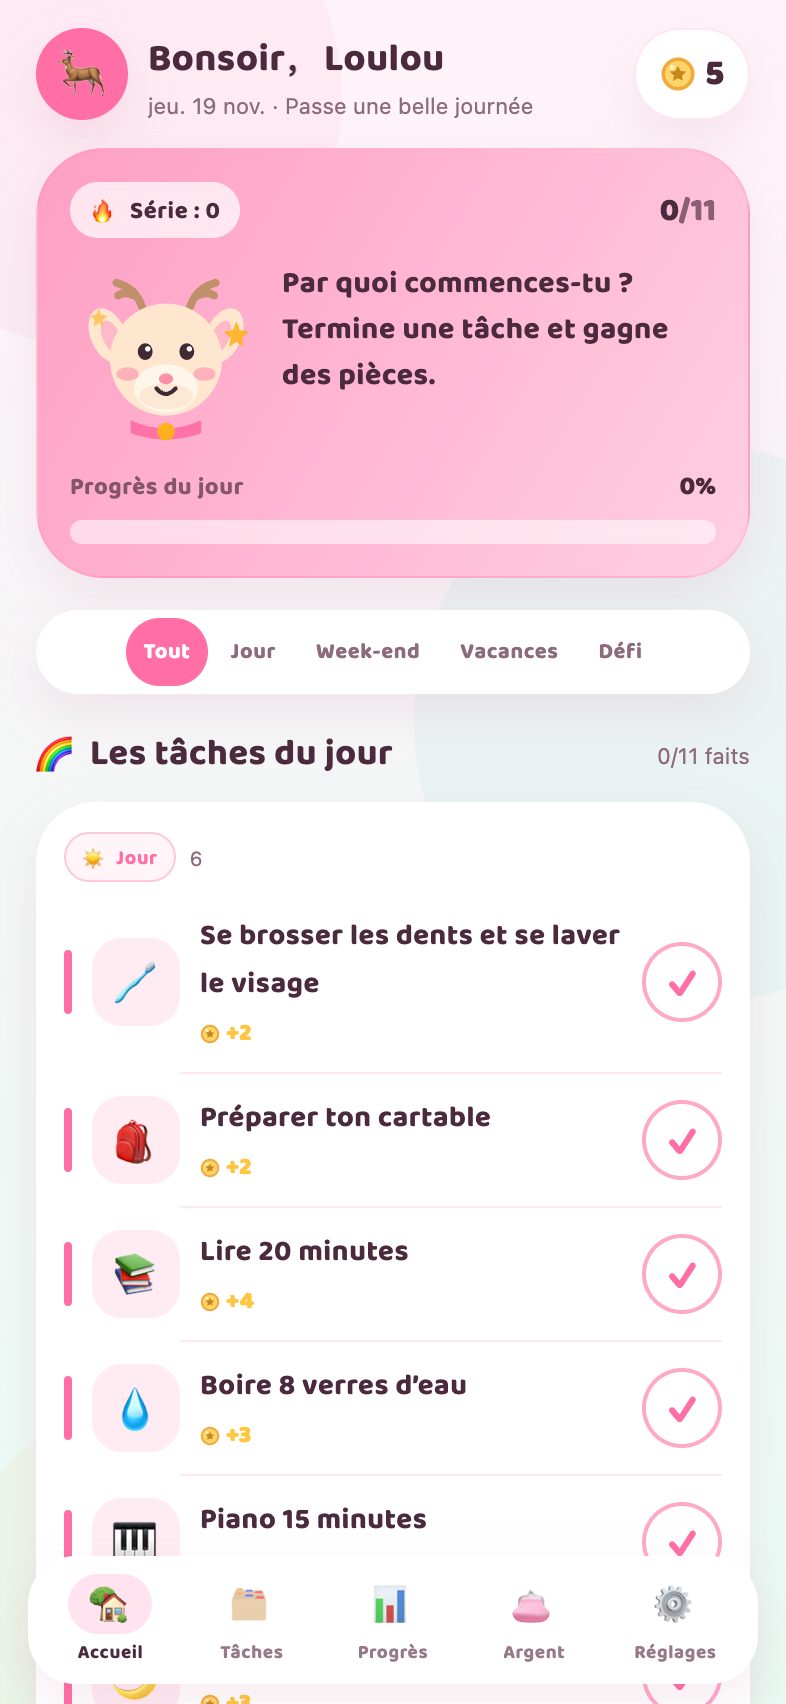 Bonsoir, Loulou
5
jeu. 19 nov. · Passe une belle journée
Série : 0
0/11
Par quoi commences-tu ?
Termine une tâche et gagne
des pièces.
Progrès du jour
0%
Tout
Jour
Week-end
Vacances
Défi
Les tâches du jour
0/11 faits
Jour
6
Se brosser les dents et se laver
le visage
+2
Préparer ton cartable
+2
Lire 20 minutes
+4
Boire 8 verres d’eau
+3
Piano 15 minutes
Accueil
Tâches
Progrès
Argent
Réglages
+3